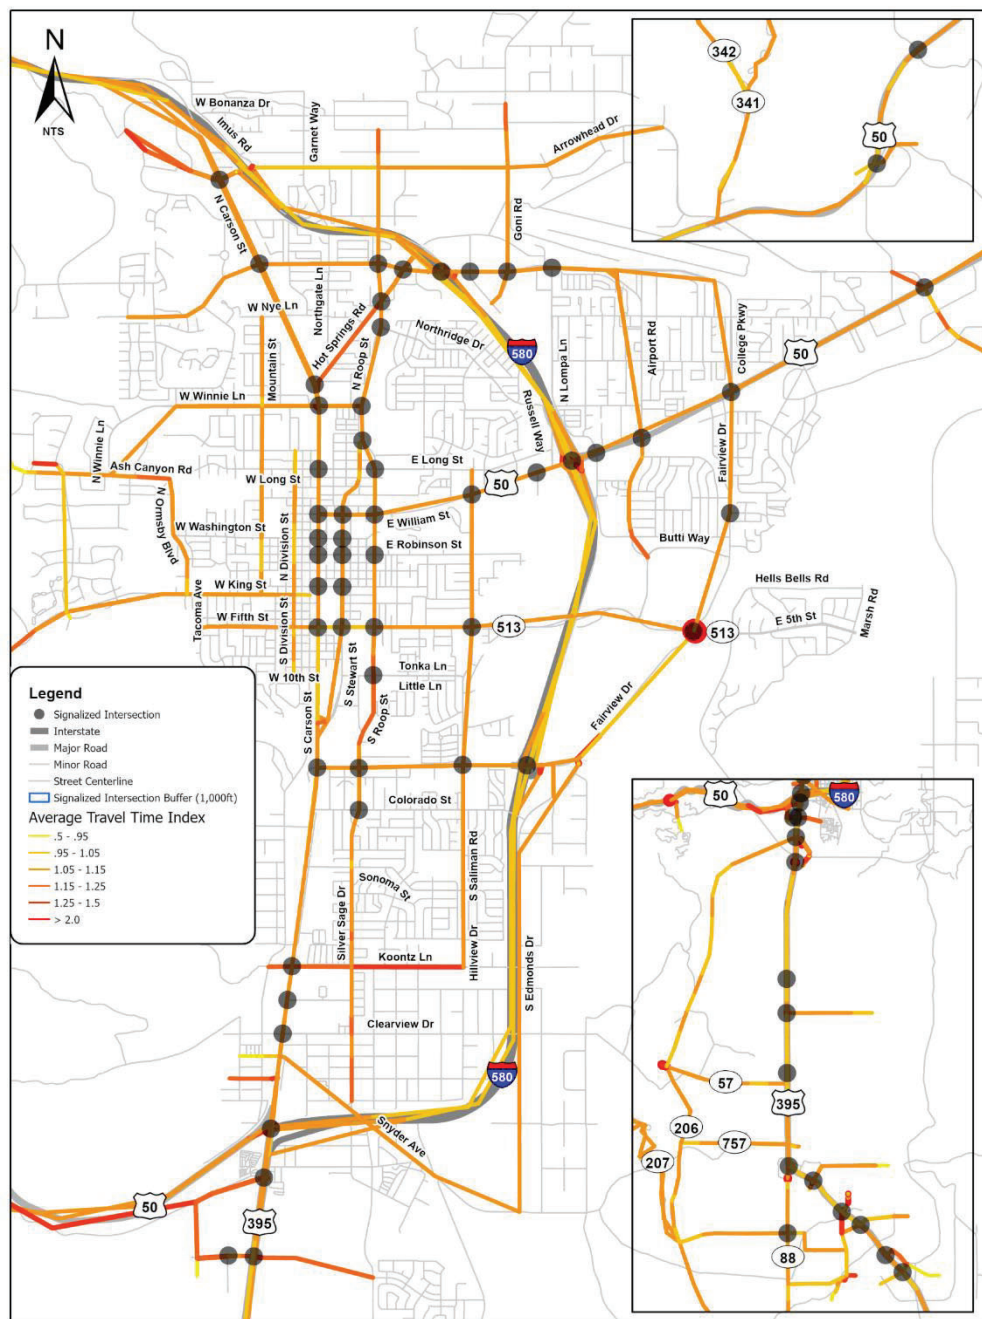 N
NTS
W Bonanza Dr
Imus Rd
Garnet Way
Arrowhead Dr
N Carson St
Goni Rd
342
341
50
W Nye Ln
Northgate Ln
Hot Springs Rd
N Roop St
Northridge Dr
580
N Lompa Ln
Airport Rd
College Pkwy
50
Mountain St
Russell Way
W Winnie Ln
N Winnie Ln
Ash Canyon Rd
E Long St
W Long St
50
Fairview Dr
N Ormsby Blvd
W Washington St
N Division St
E William St
E Robinson St
Butti Way
Hells Bells Rd
Marsh Rd
W King St
Tacoma Ave
W Fifth St
S Division St
513
513
E 5th St
W 10th St
S Stewart St
Tonka Ln
Little Ln
S Roop St
S Carson St
Fairview Dr
Legend
Signalized Intersection
Interstate
Major Road
Minor Road
Street Centerline
Signalized Intersection Buffer (1,000ft)
Average Travel Time Index
.5 - .95
.95 - 1.05
1.05 - 1.15
1.15 - 1.25
1.25 - 1.5
> 2.0
Colorado St
S Saliman Rd
Sonoma St
Silver Sage Dr
Koontz Ln
Hillview Dr
S Edmonds Dr
Clearview Dr
580
Snyder Ave
50
395
50
580
57
395
206
757
207
88